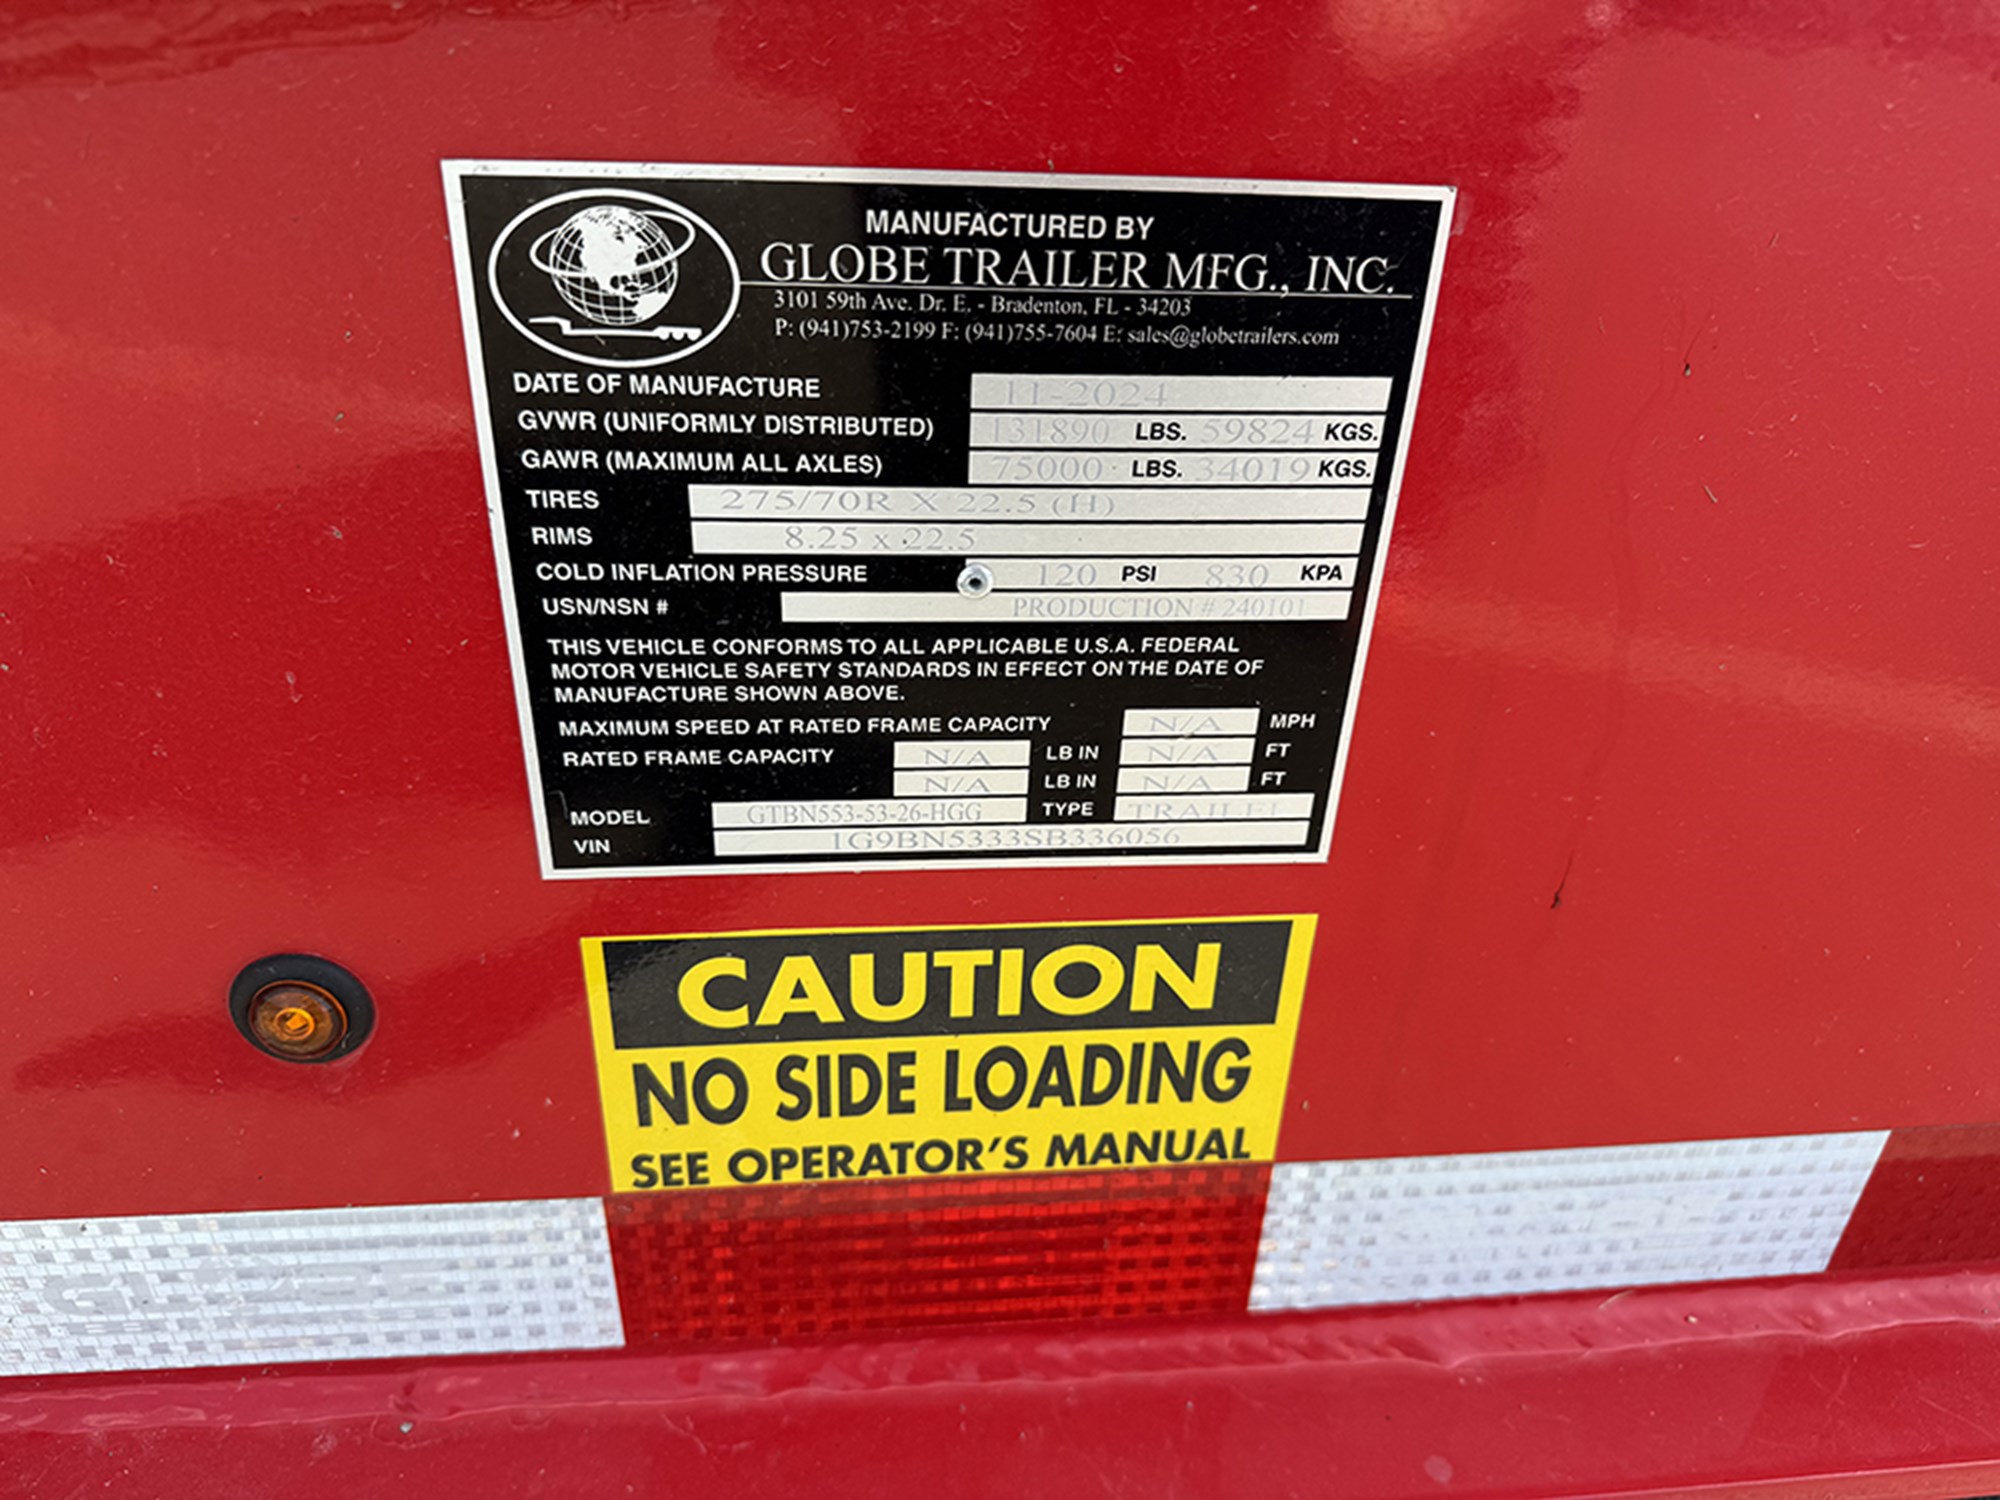 MANUFACTURED BY
GLOBE TRAILER MFG., INC.
3101 59th Ave. Dr. E. - Bradenton, FL - 34203
P: (941)753-2199 F: (941)755-7604 E: sales@globetrailers.com
DATE OF MANUFACTURE 11-2024
GVWR (UNIFORMLY DISTRIBUTED) 131890 LBS. 59824 KGS.
GAWR (MAXIMUM ALL AXLES) 75000 LBS. 34019 KGS.
TIRES 275/70R X 22.5 (H)
RIMS 8.25 x 22.5
COLD INFLATION PRESSURE 120 PSI 830 KPA
USN/NSN # PRODUCTION # 240101
THIS VEHICLE CONFORMS TO ALL APPLICABLE U.S.A. FEDERAL
MOTOR VEHICLE SAFETY STANDARDS IN EFFECT ON THE DATE OF
MANUFACTURE SHOWN ABOVE.
MAXIMUM SPEED AT RATED FRAME CAPACITY N/A MPH
RATED FRAME CAPACITY N/A LB IN N/A FT
N/A LB IN N/A FT
MODEL GTBN553-53-26-HGG TYPE TRAILER
VIN 1G9BN5333SB336056
CAUTION
NO SIDE LOADING
SEE OPERATOR'S MANUAL
GLOBE